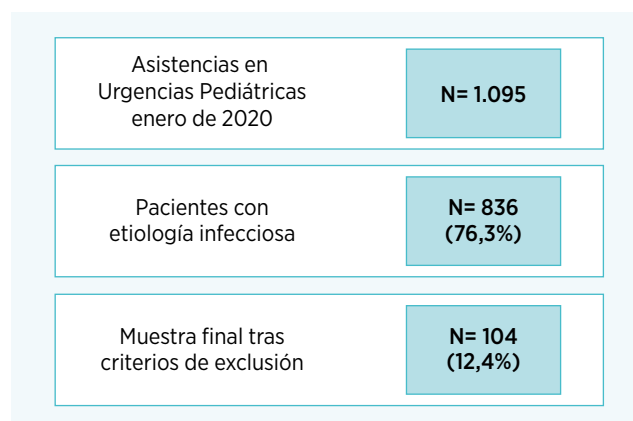 Asistencias en
Urgencias Pediátricas
enero de 2020
N= 1.095
Pacientes con
etiología infecciosa
N= 836
(76,3%)
Muestra final tras
criterios de exclusión
N= 104
(12,4%)